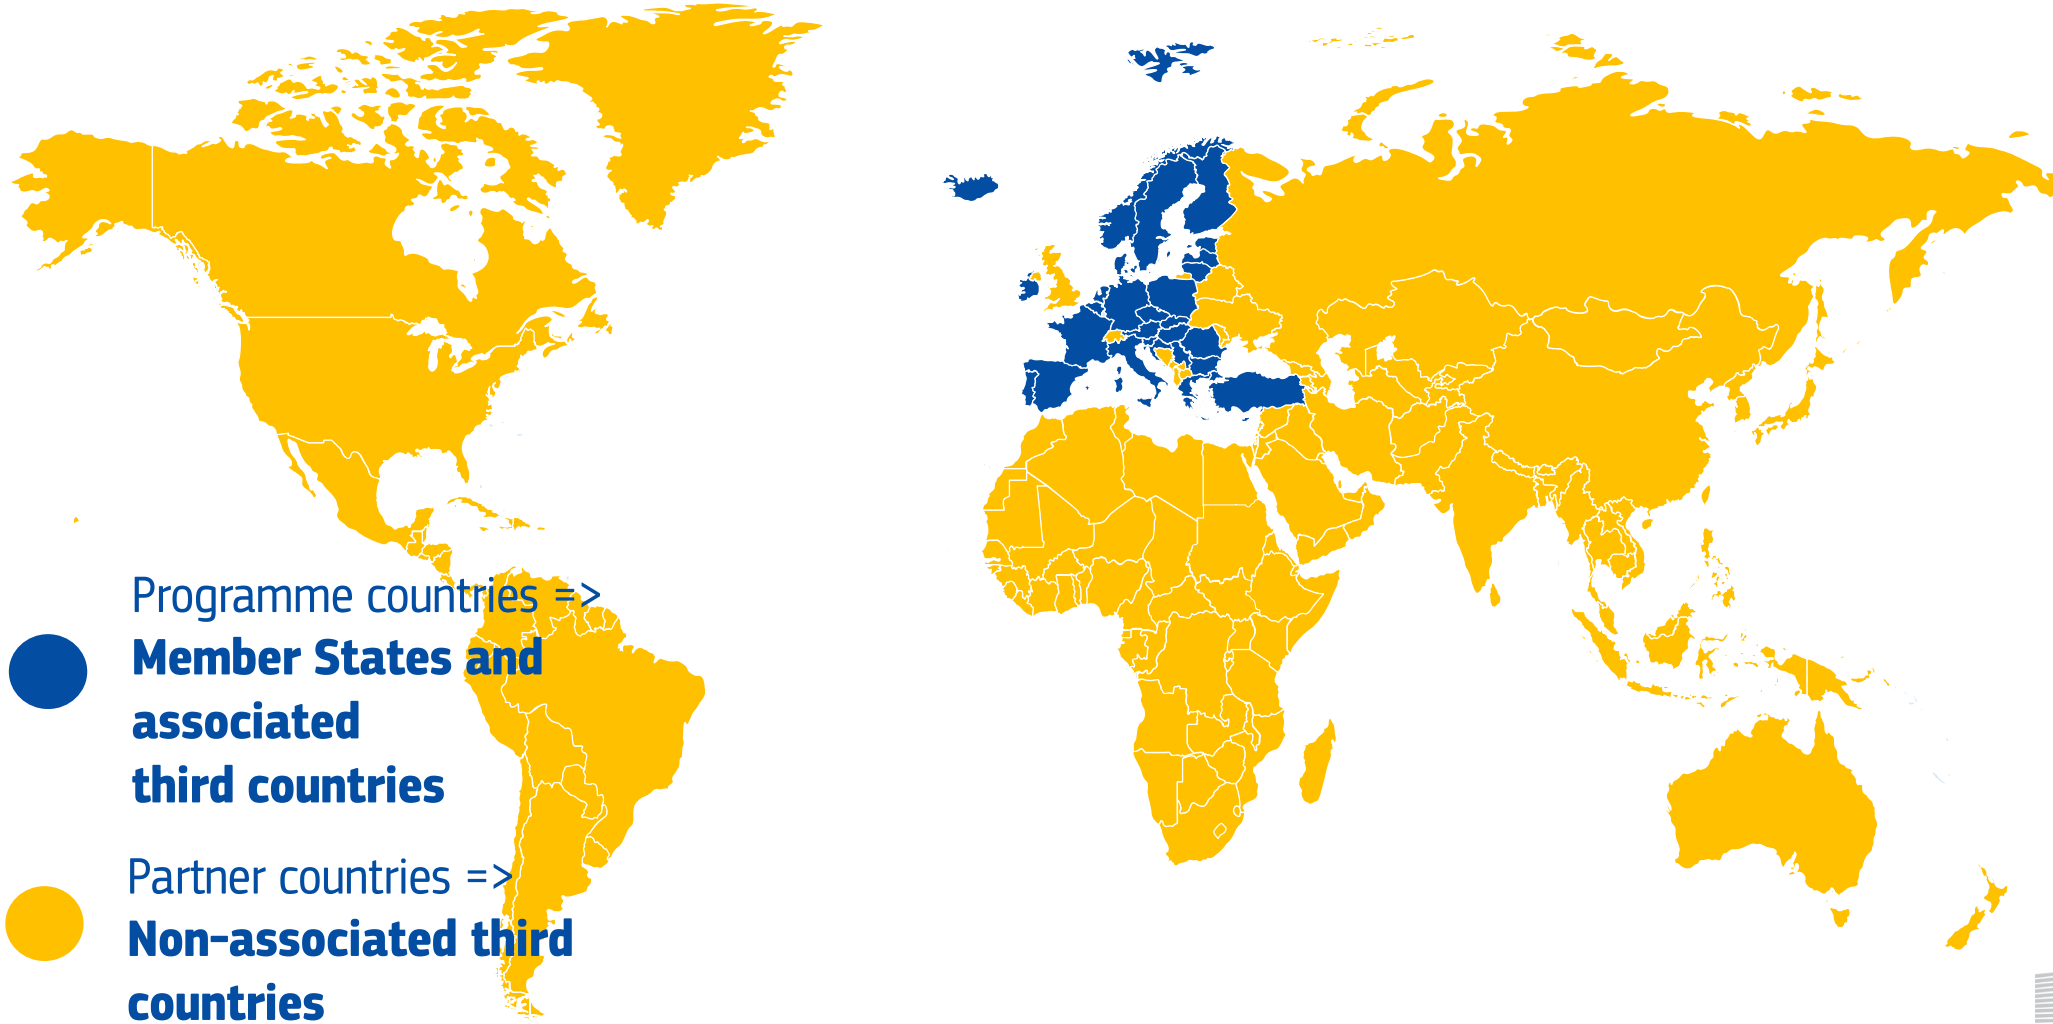 Programme countries =>
Member States and
associated
third countries
Partner countries =>
Non-associated third
countries